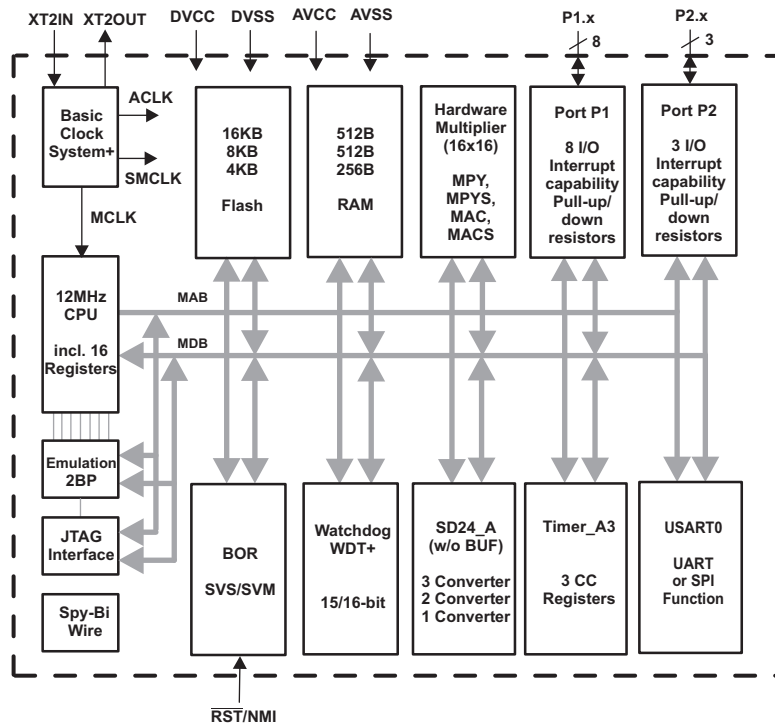 XT2IN
XT2OUT
DVCC
DVSS
AVCC
AVSS
P1.x
P2.x
8
3
Basic
Clock
System+
ACLK
SMCLK
MCLK
16KB
8KB
4KB
Flash
512B
512B
256B
RAM
Hardware
Multiplier
(16x16)
MPY,
MPYS,
MAC,
MACS
Port P1
8 I/O
Interrupt
capability
Pull-up/
down
resistors
Port P2
3 I/O
Interrupt
capability
Pull-up/
down
resistors
12MHz
CPU
incl. 16
Registers
MAB
MDB
Emulation
2BP
JTAG
Interface
Spy-Bi
Wire
BOR
SVS/SVM
Watchdog
WDT+
15/16-bit
SD24_A
(w/o BUF)
3 Converter
2 Converter
1 Converter
Timer_A3
3 CC
Registers
USART0
UART
or SPI
Function
RST/NMI